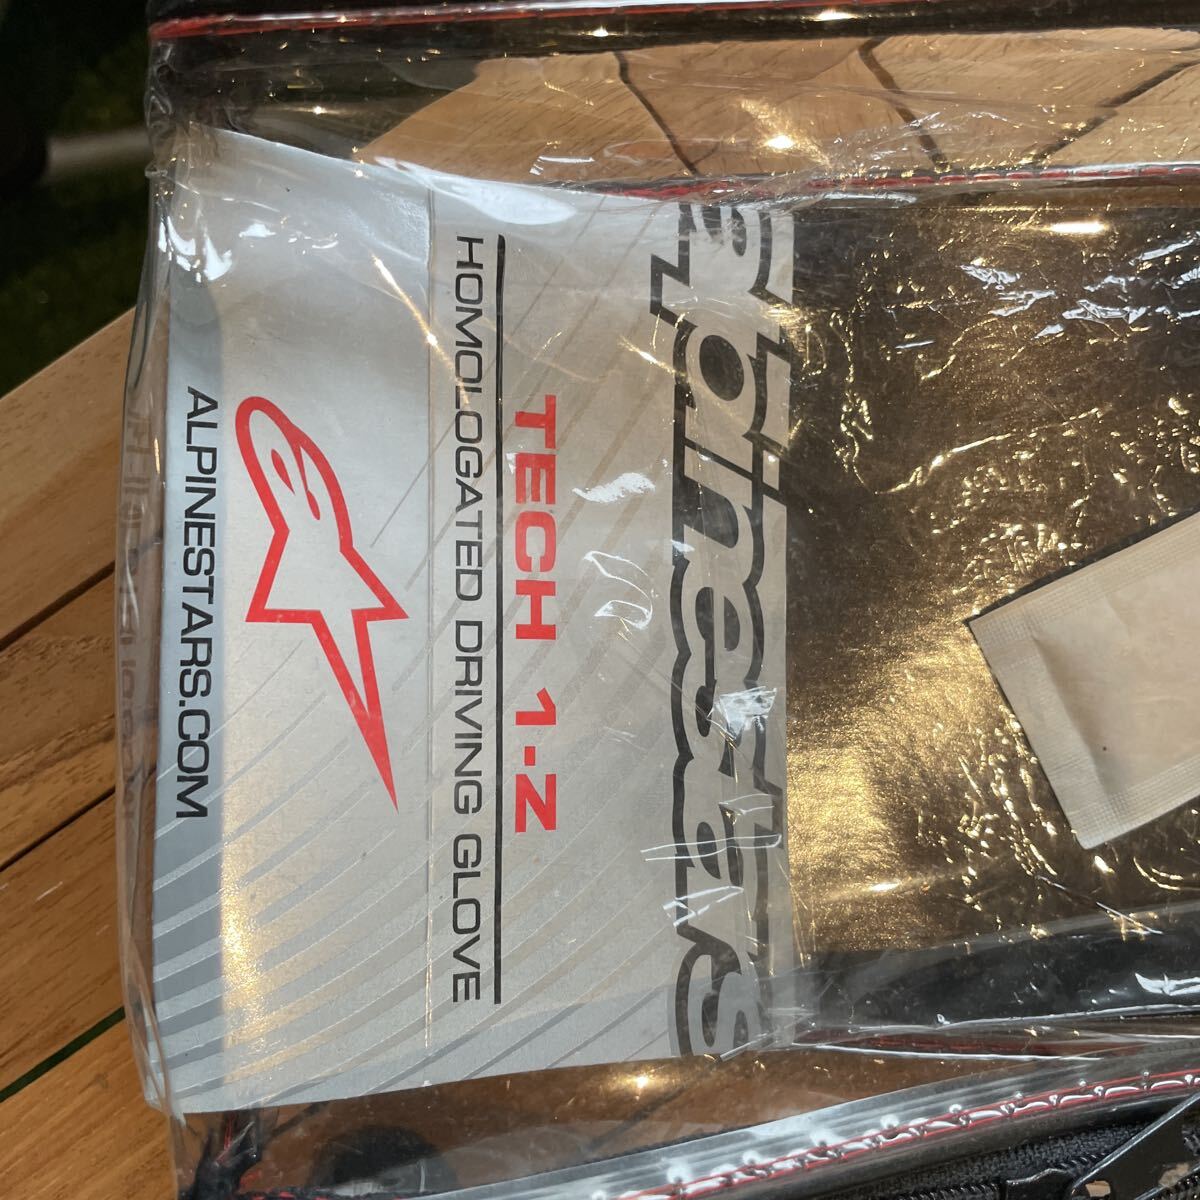 alpinestars
TECH 1-Z
HOMOLOGATED DRIVING GLOVE
ALPINESTARS.COM